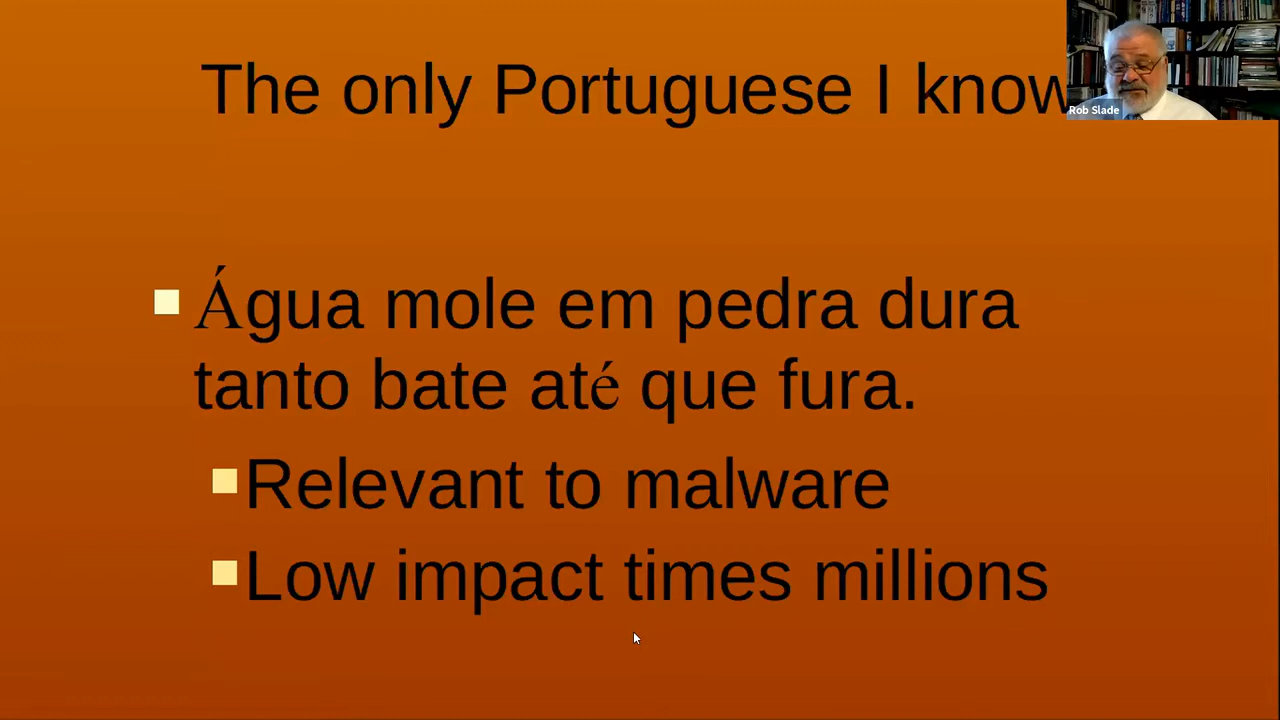 The only Portuguese I know
Rob Slade
Água mole em pedra dura
tanto bate até que fura.
Relevant to malware
Low impact times millions